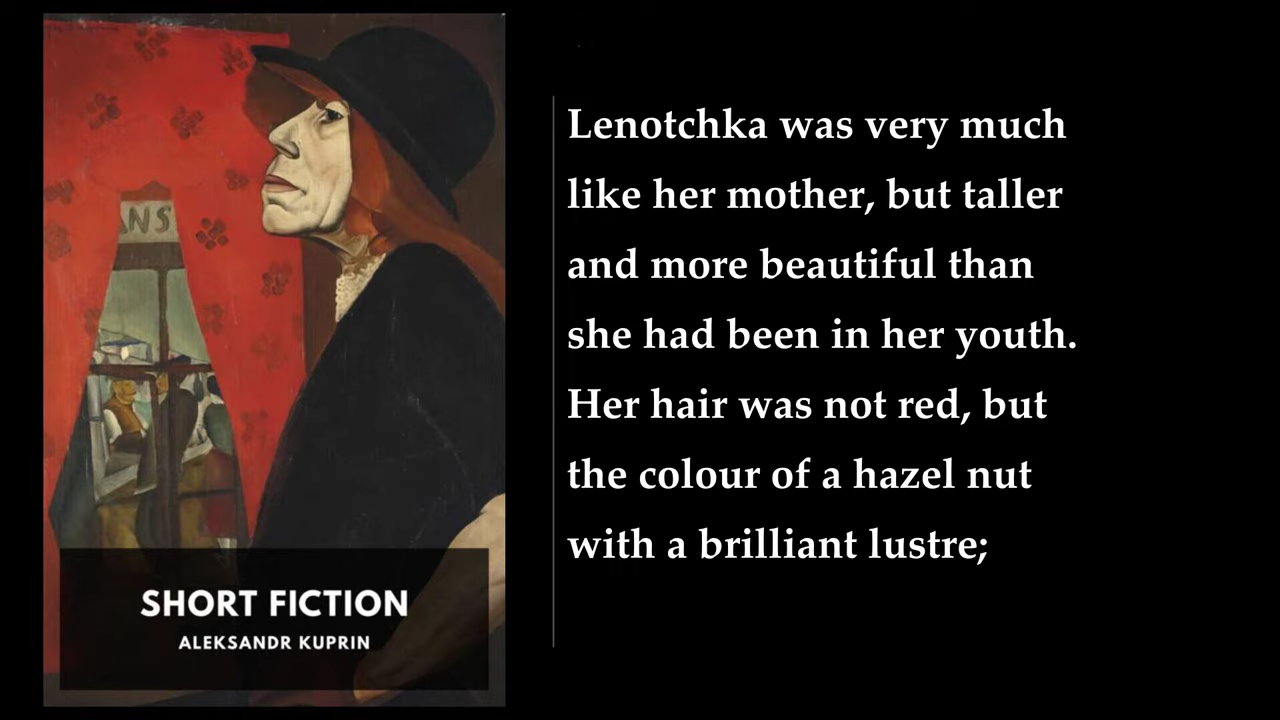 ANS
SHORT FICTION
ALEKSANDR KUPRIN
Lenotchka was very much
like her mother, but taller
and more beautiful than
she had been in her youth.
Her hair was not red, but
the colour of a hazel nut
with a brilliant lustre;